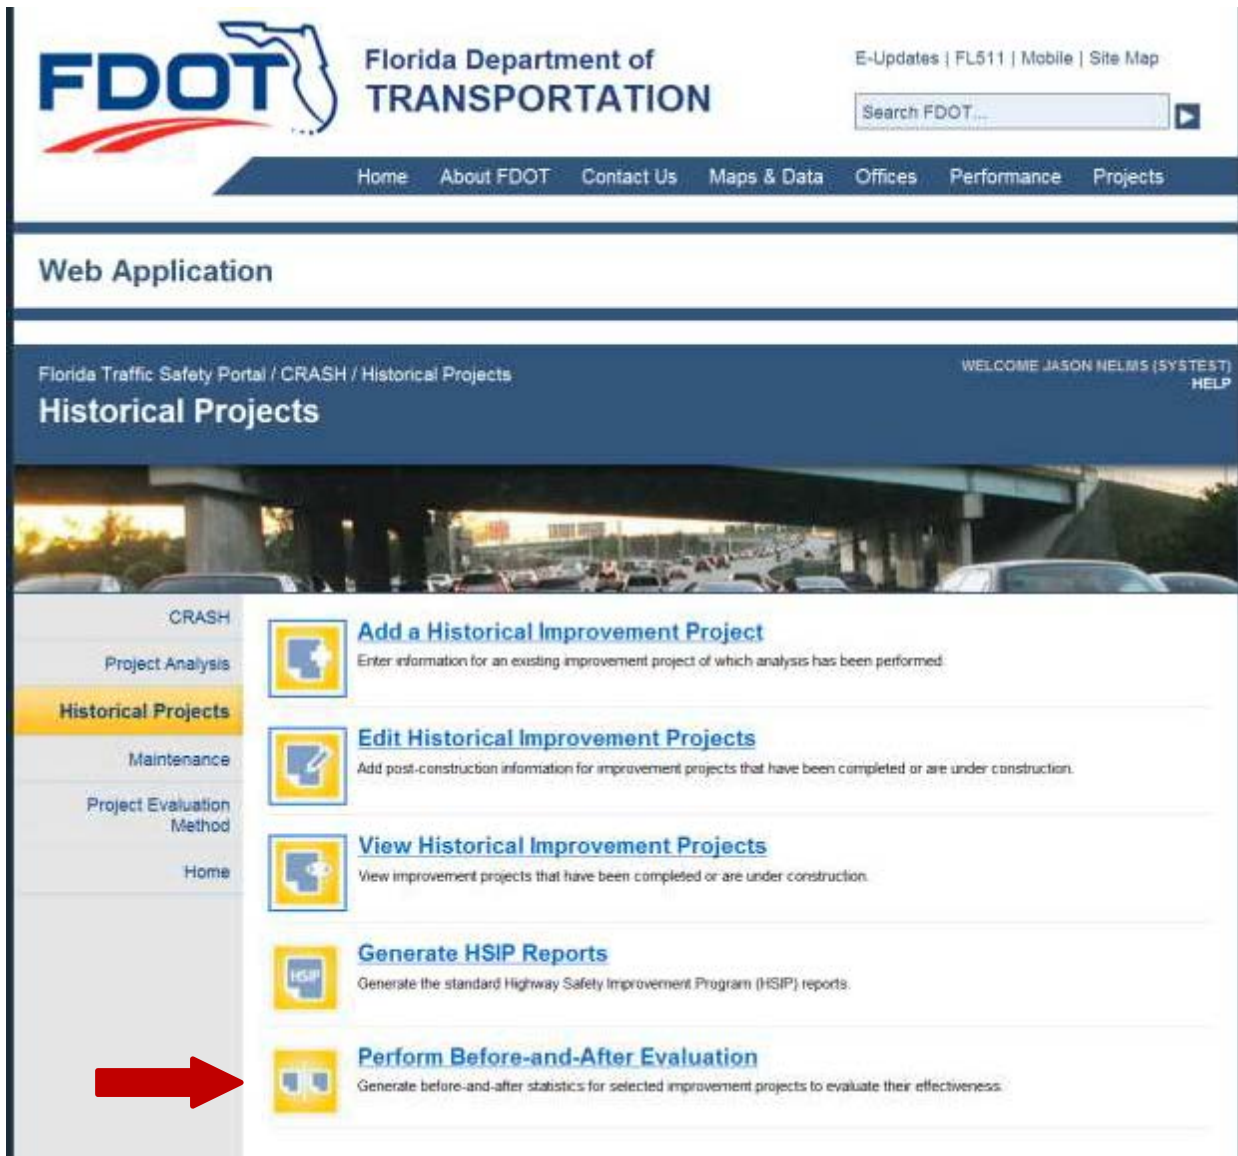 FDOT
Florida Department of
TRANSPORTATION
E-Updates | FL511 | Mobile | Site Map
Search FDOT...
Home About FDOT Contact Us Maps & Data Offices Performance Projects
Web Application
Florida Traffic Safety Portal / CRASH / Historical Projects
WELCOME JASON NELMS (SYSTEST)
HELP
Historical Projects
CRASH
Project Analysis
Historical Projects
Maintenance
Project Evaluation
Method
Home
Add a Historical Improvement Project
Enter information for an existing improvement project of which analysis has been performed.
Edit Historical Improvement Projects
Add post-construction information for improvement projects that have been completed or are under construction.
View Historical Improvement Projects
View improvement projects that have been completed or are under construction.
HSIP
Generate HSIP Reports
Generate the standard Highway Safety Improvement Program (HSIP) reports.
Perform Before-and-After Evaluation
Generate before-and-after statistics for selected improvement projects to evaluate their effectiveness.